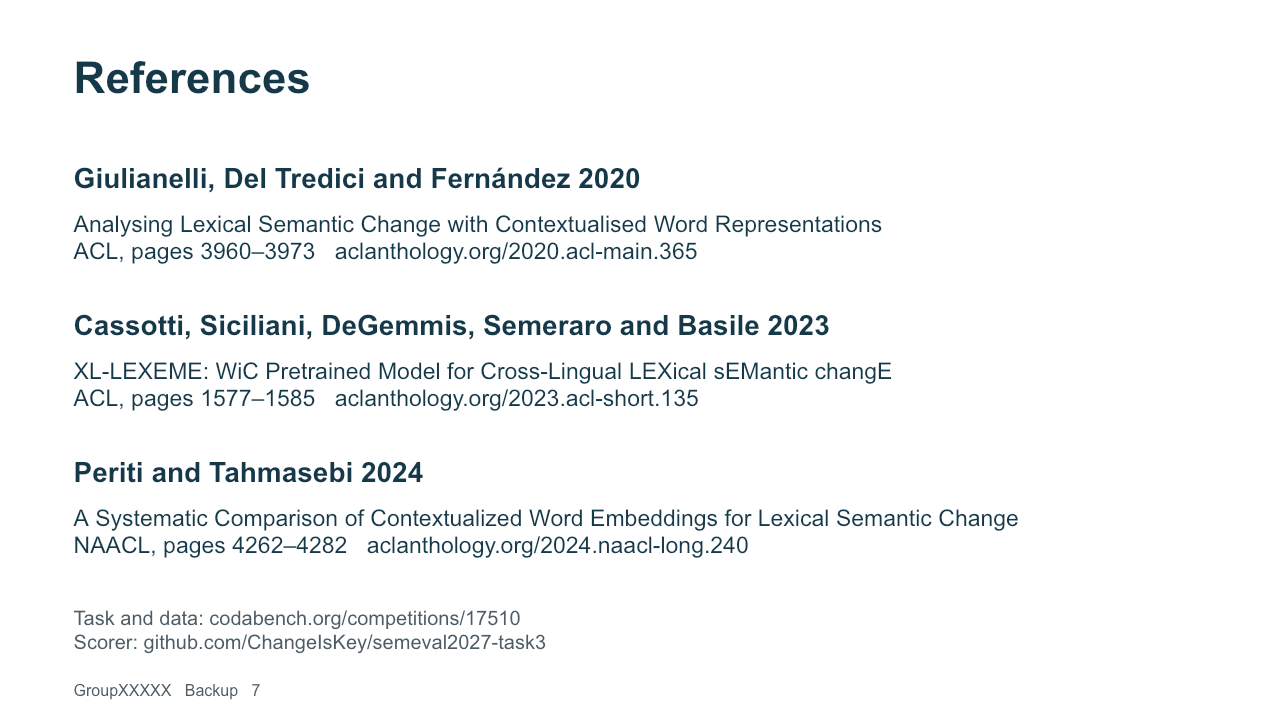 References
Giulianelli, Del Tredici and Fernández 2020
Analysing Lexical Semantic Change with Contextualised Word Representations
ACL, pages 3960–3973 aclanthology.org/2020.acl-main.365
Cassotti, Siciliani, DeGemmis, Semeraro and Basile 2023
XL-LEXEME: WiC Pretrained Model for Cross-Lingual LEXical sEMantic changE
ACL, pages 1577–1585 aclanthology.org/2023.acl-short.135
Periti and Tahmasebi 2024
A Systematic Comparison of Contextualized Word Embeddings for Lexical Semantic Change
NAACL, pages 4262–4282 aclanthology.org/2024.naacl-long.240
Task and data: codabench.org/competitions/17510
Scorer: github.com/ChangeIsKey/semeval2027-task3
GroupXXXXX Backup 7